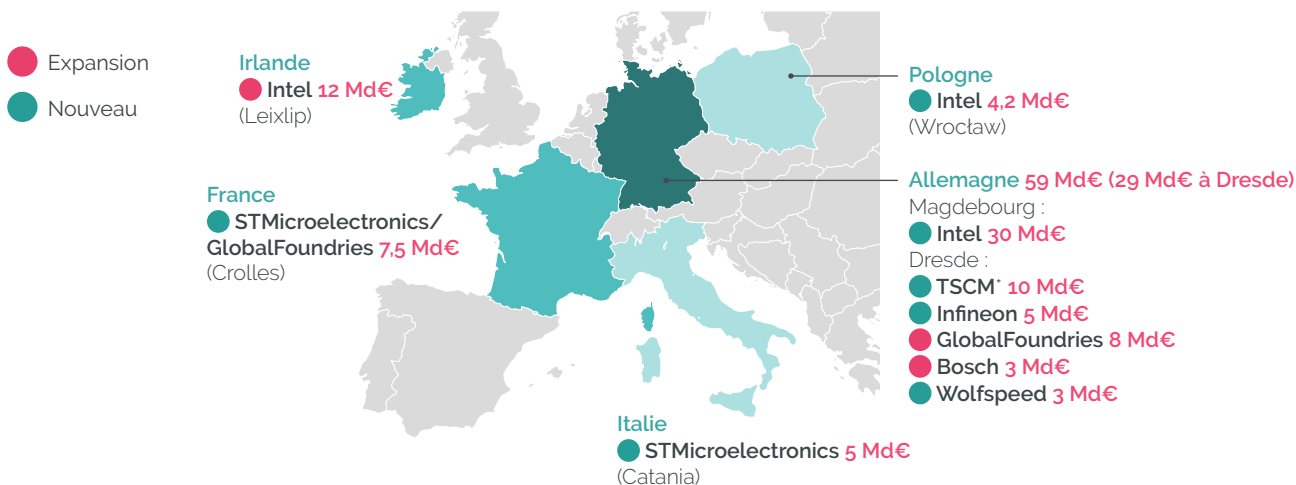 Expansion
Nouveau
Irlande
Intel 12 Md€
(Leixlip)
France
STMicroelectronics/
GlobalFoundries 7,5 Md€
(Crolles)
Italie
STMicroelectronics 5 Md€
(Catania)
Pologne
Intel 4,2 Md€
(Wrocław)
Allemagne 59 Md€ (29 Md€ à Dresde)
Magdebourg :
Intel 30 Md€
Dresde :
TSCM* 10 Md€
Infineon 5 Md€
GlobalFoundries 8 Md€
Bosch 3 Md€
Wolfspeed 3 Md€